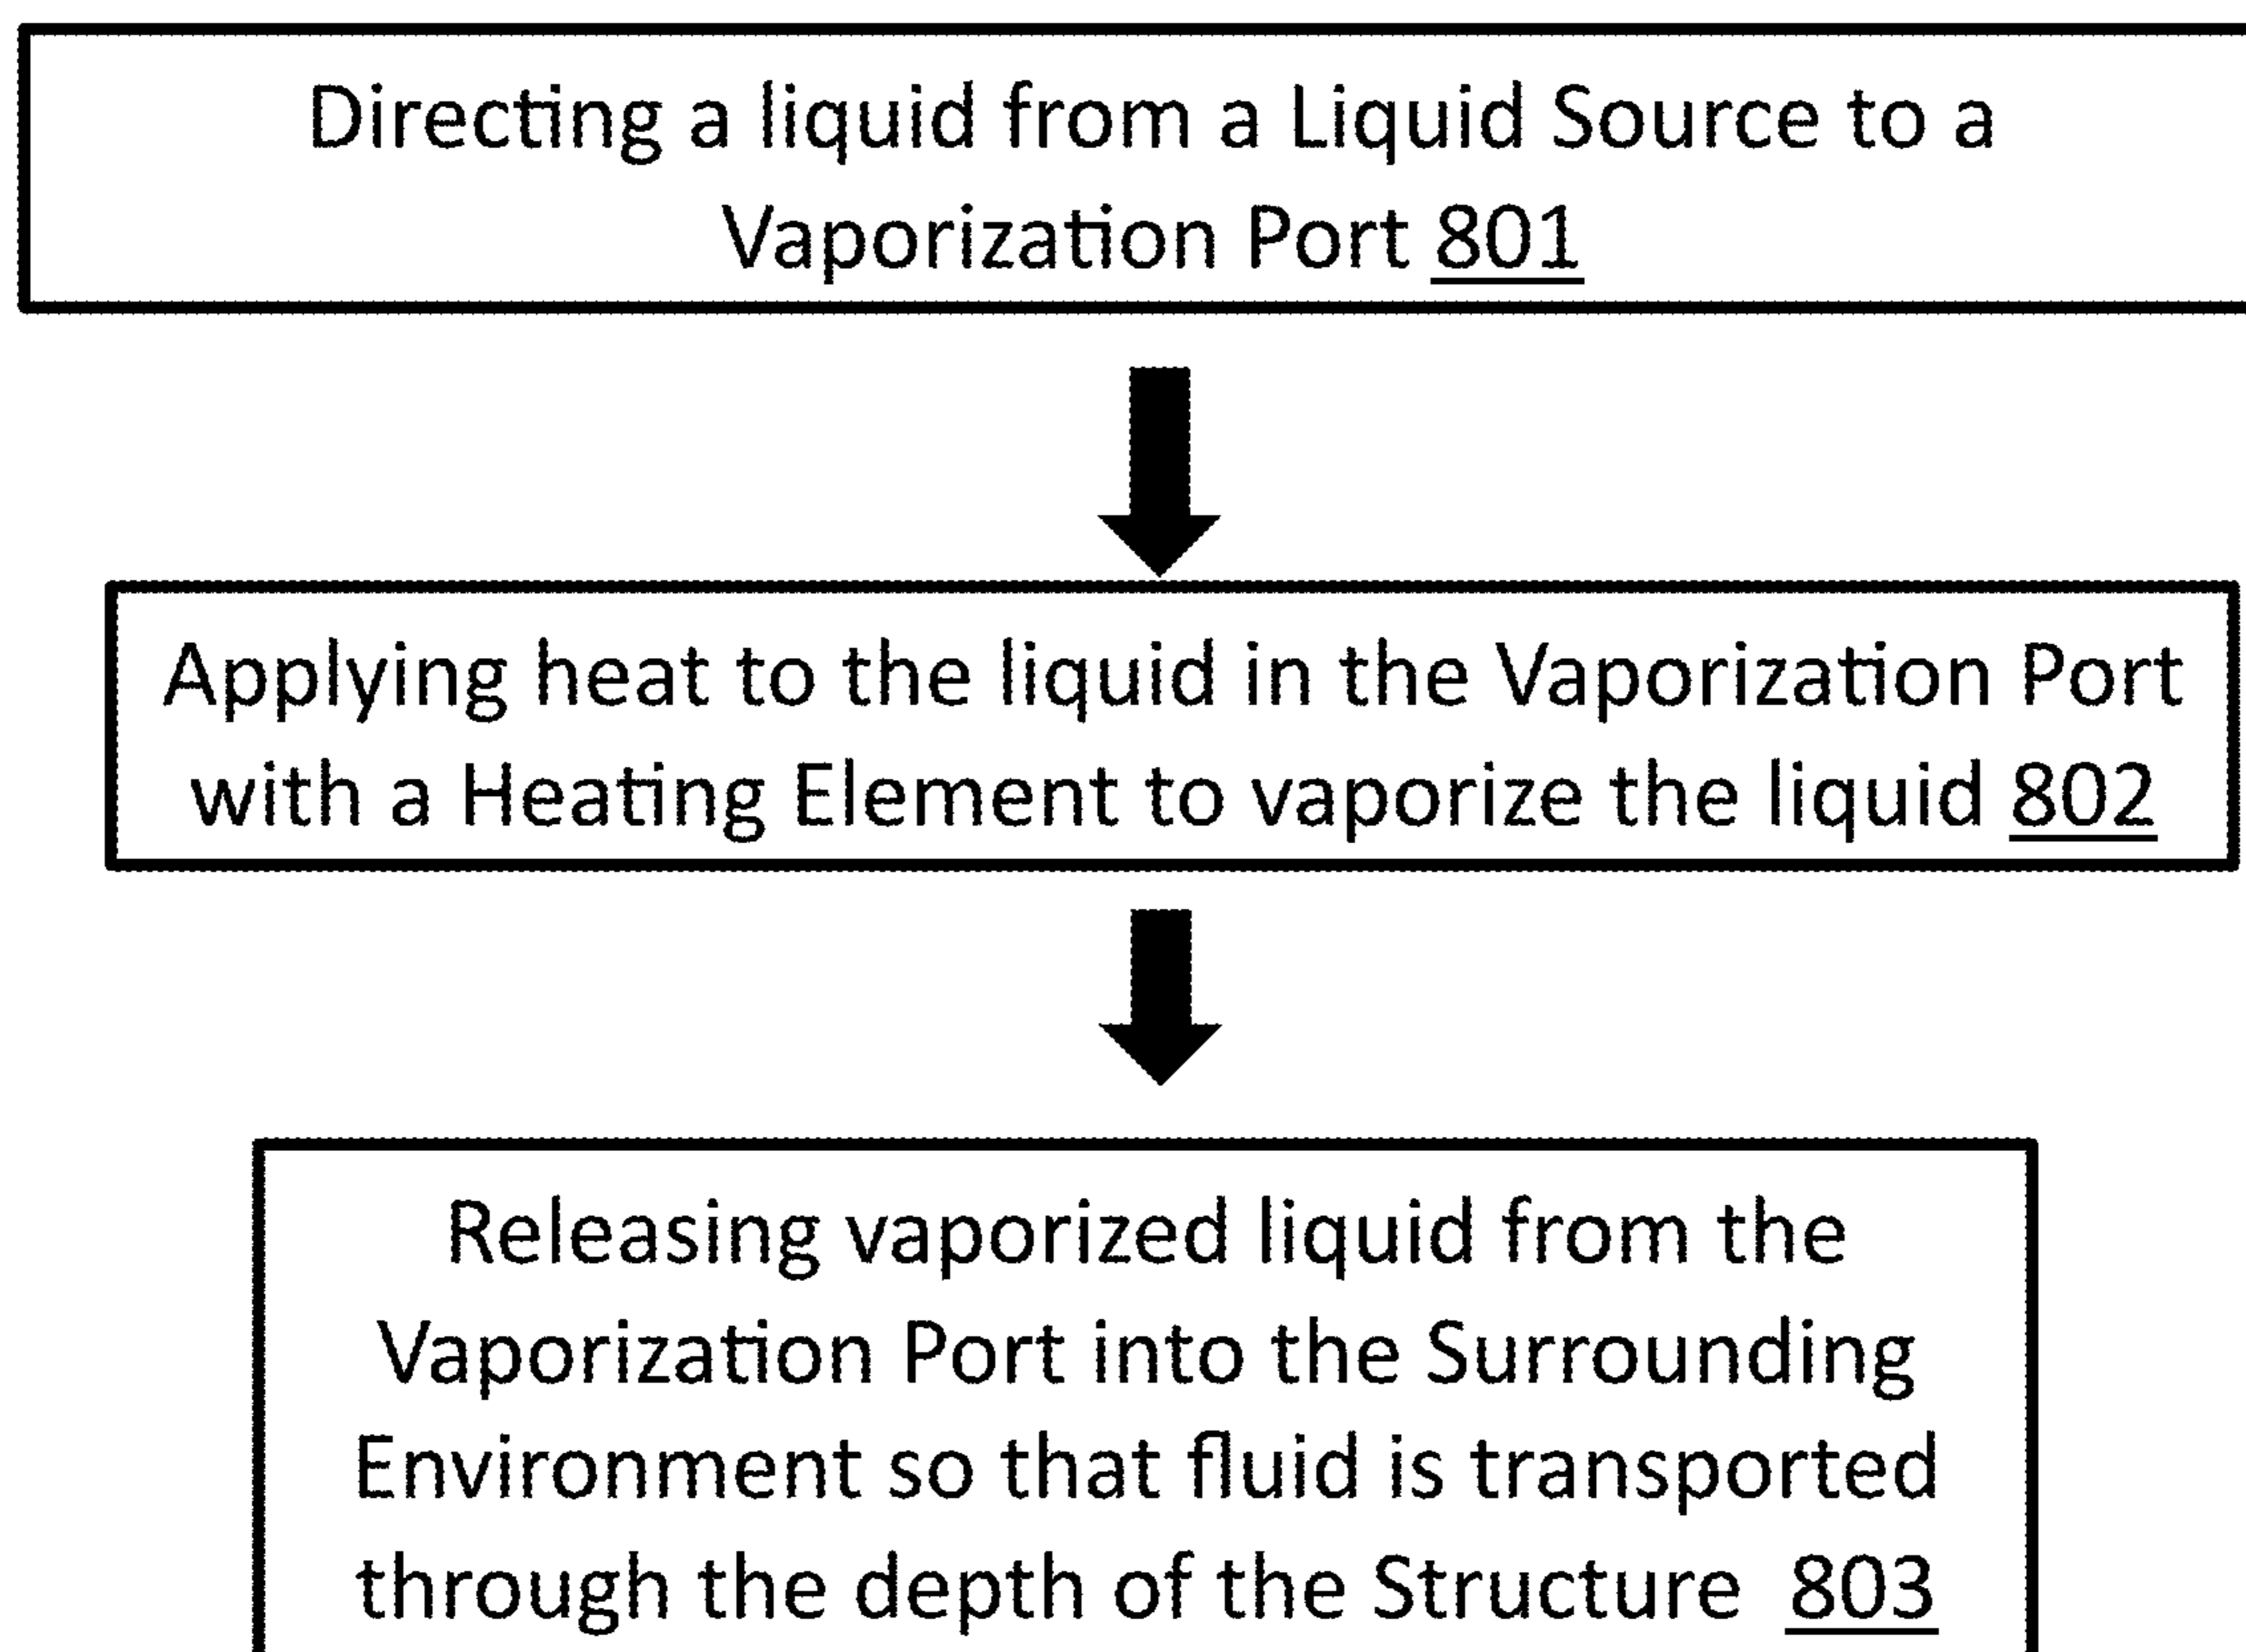 Directing a liquid from a Liquid Source to a
Vaporization Port 801
Applying heat to the liquid in the Vaporization Port
with a Heating Element to vaporize the liquid 802
Releasing vaporized liquid from the
Vaporization Port into the Surrounding
Environment so that fluid is transported
through the depth of the Structure 803